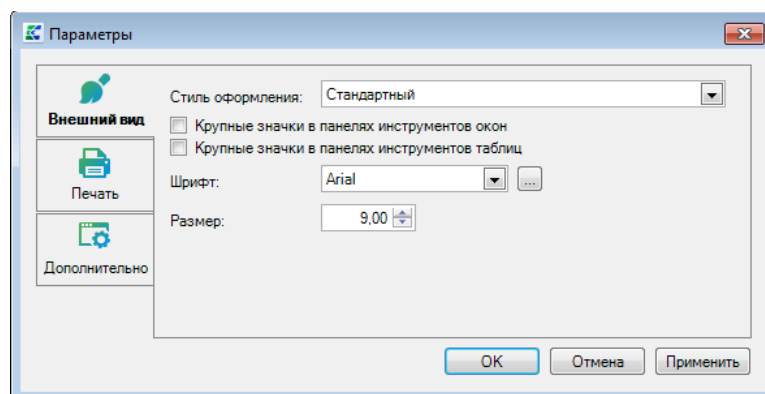 Параметры
Внешний вид
Печать
Дополнительно
Стиль оформления: Стандартный
Крупные значки в панелях инструментов окон
Крупные значки в панелях инструментов таблиц
Шрифт: Arial ...
Размер: 9,00
OK Отмена Применить